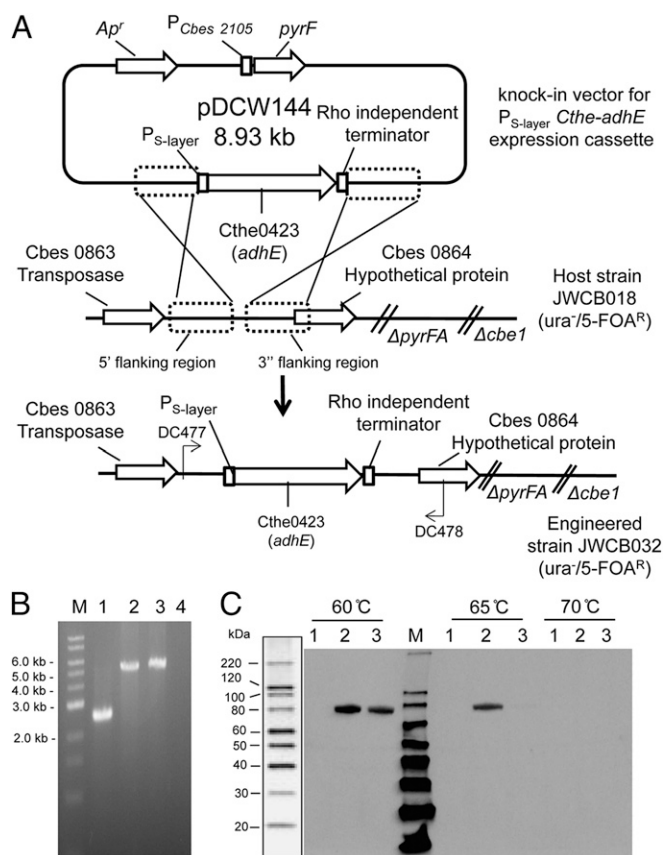 A
Apʳ
P Cbes 2105
pyrF
pDCW144
8.93 kb
P S-layer
Rho independent
terminator
knock-in vector for
P S-layer Cthe-adhE
expression cassette
Cthe0423
(adhE)
Cbes 0863
Transposase
Cbes 0864
Hypothetical protein
Host strain
JWCB018
(ura⁻/5-FOAᴿ)
5' flanking region
3'' flanking region
ΔpyrFA
Δcbe1
Cbes 0863
Transposase
DC477
P S-layer
Rho independent
terminator
Cbes 0864
Hypothetical protein
Cthe0423
(adhE)
DC478
ΔpyrFA
Δcbe1
Engineered
strain JWCB032
(ura⁻/5-FOAᴿ)
B
M 1 2 3 4
6.0 kb -
5.0 kb -
4.0 kb -
3.0 kb -
2.0 kb -
C
60℃ 65℃ 70℃
kDa 1 2 3 M 1 2 3 1 2 3
220
120
100
80
60
50
40
30
20